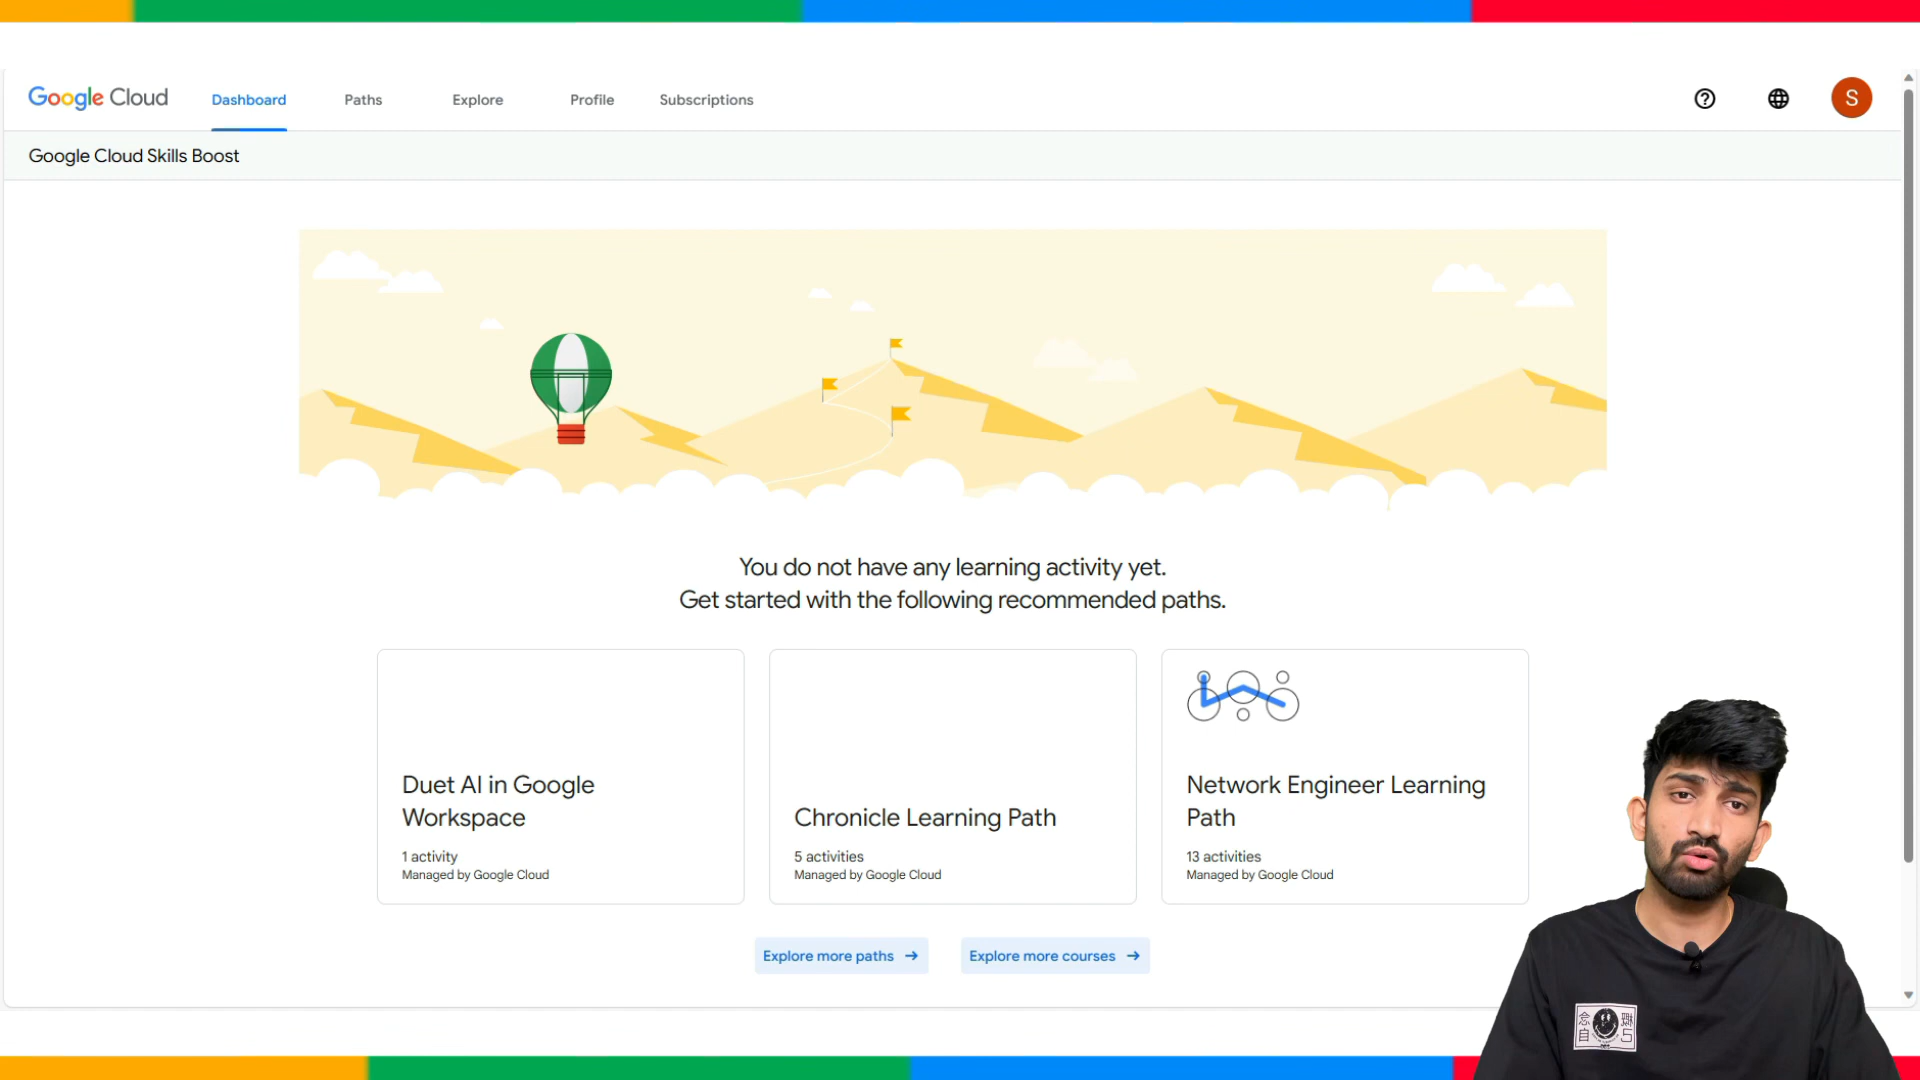 Google Cloud
Dashboard
Paths
Explore
Profile
Subscriptions
S
Google Cloud Skills Boost
You do not have any learning activity yet.
Get started with the following recommended paths.
Duet AI in Google
Workspace
1 activity
Managed by Google Cloud
Chronicle Learning Path
5 activities
Managed by Google Cloud
Network Engineer Learning
Path
13 activities
Managed by Google Cloud
Explore more paths →
Explore more courses →